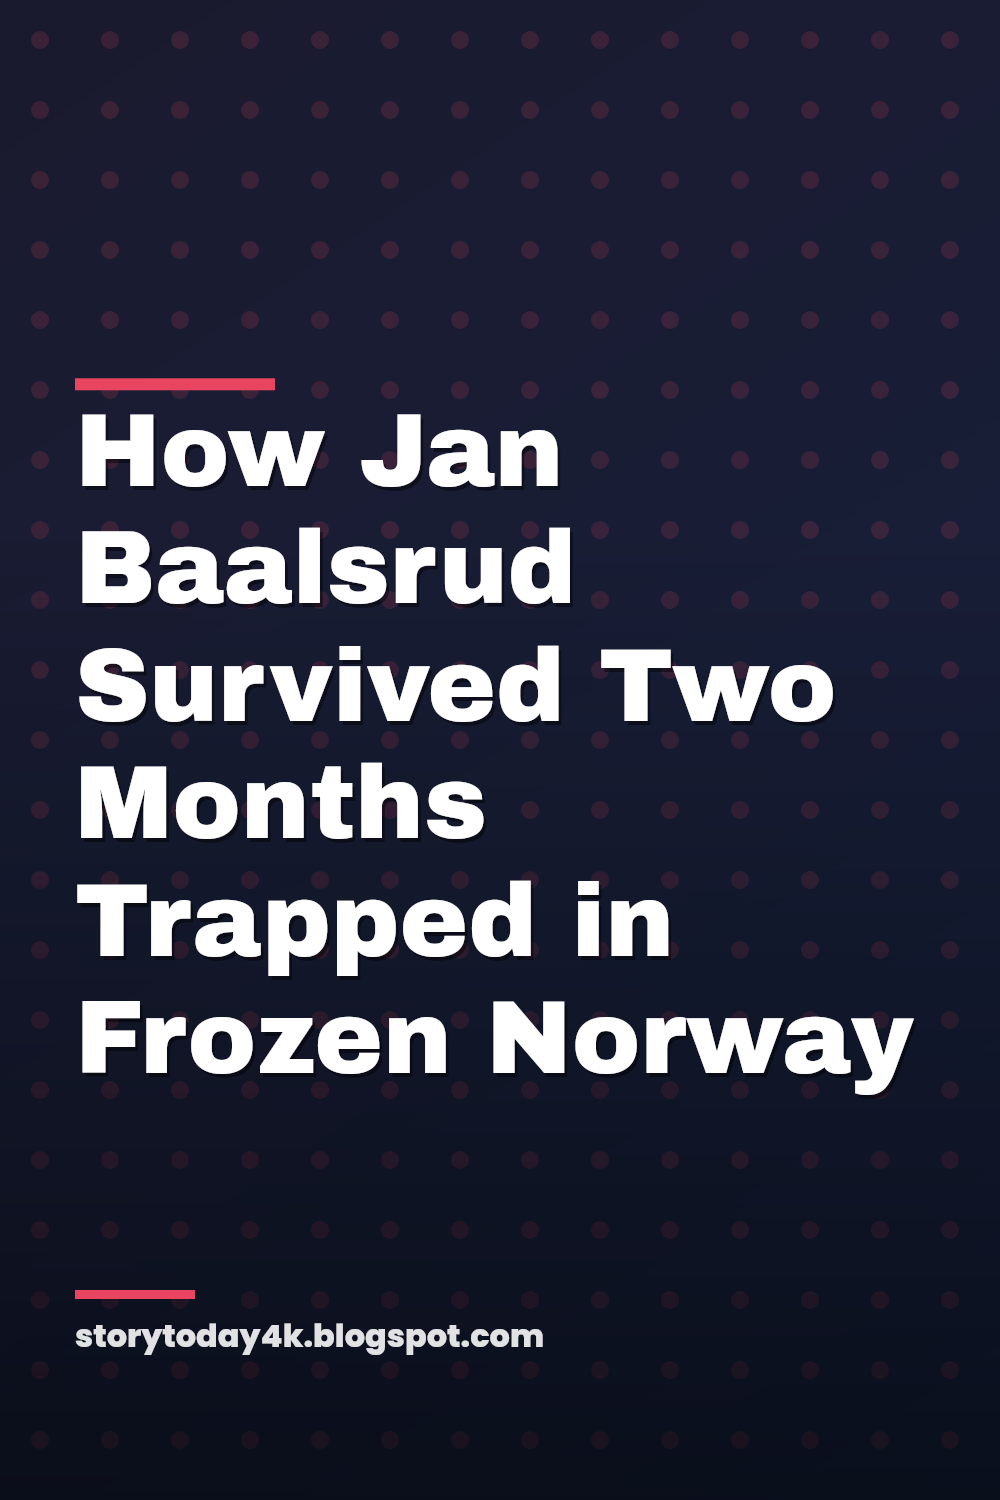 How Jan
Baalsrud
Survived Two
Months
Trapped in
Frozen Norway
storytoday4k.blogspot.com